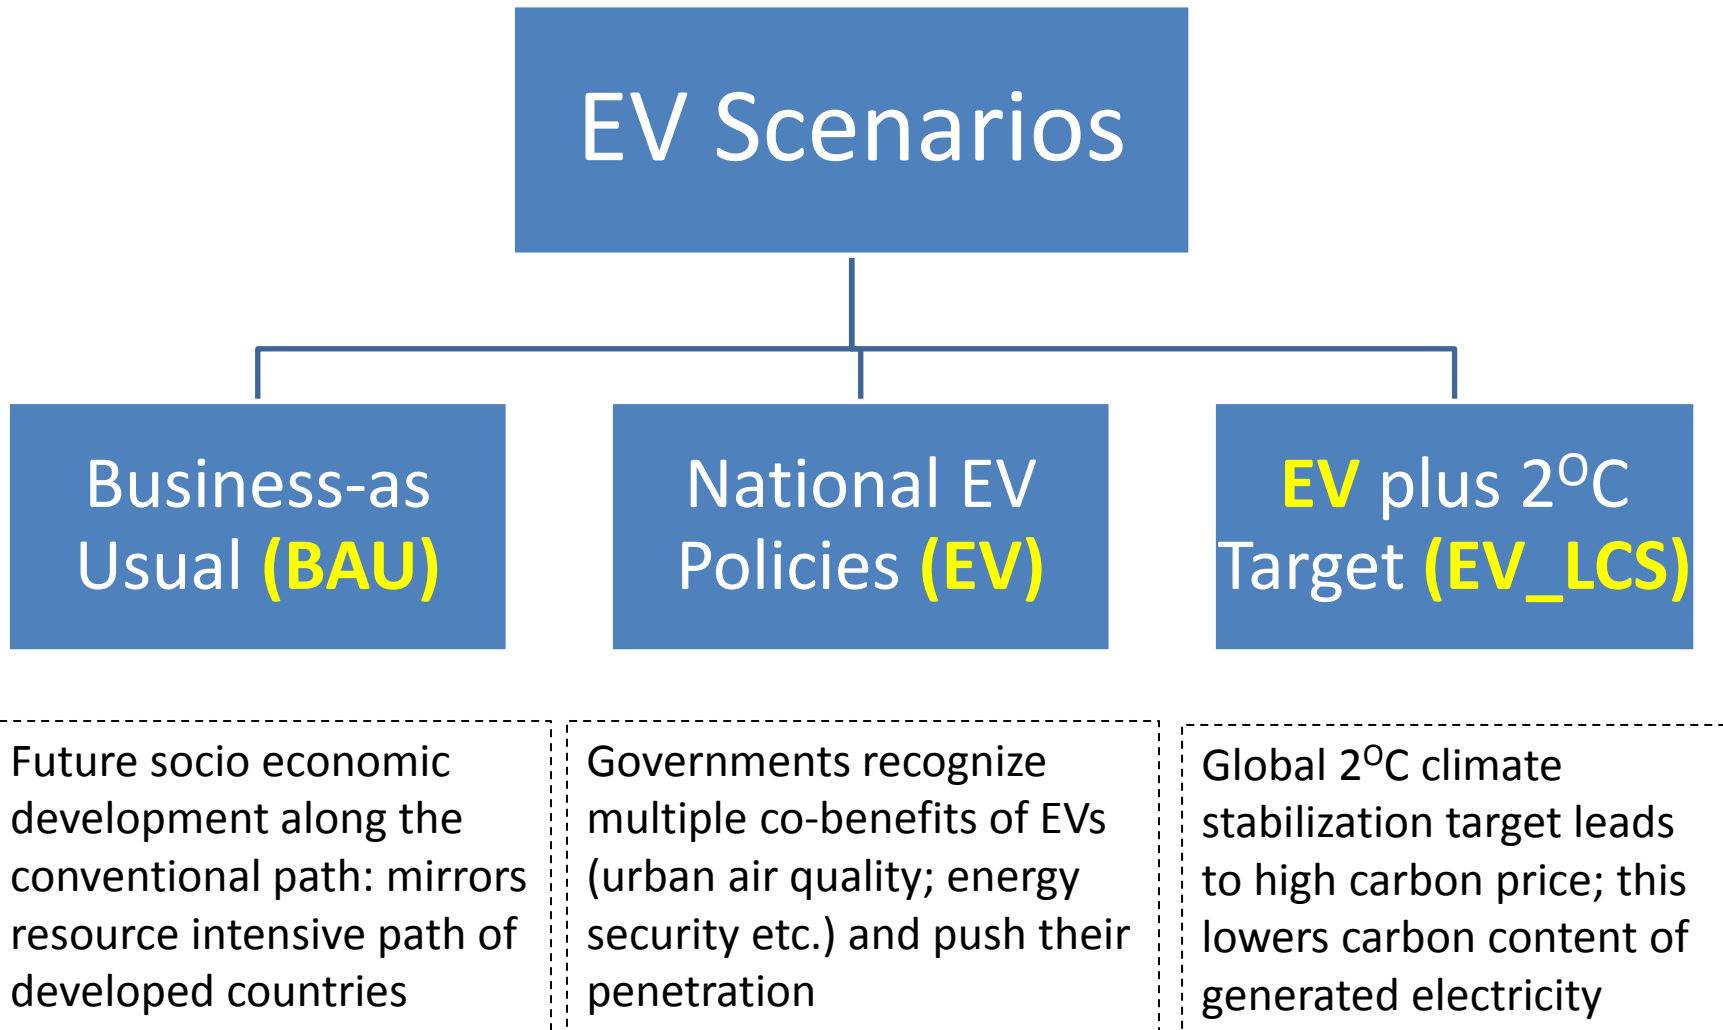 EV Scenarios
Business-as
Usual (BAU)
National EV
Policies (EV)
EV plus 2ᴼC
Target (EV_LCS)
Future socio economic
development along the
conventional path: mirrors
resource intensive path of
developed countries
Governments recognize
multiple co-benefits of EVs
(urban air quality; energy
security etc.) and push their
penetration
Global 2ᴼC climate
stabilization target leads
to high carbon price; this
lowers carbon content of
generated electricity